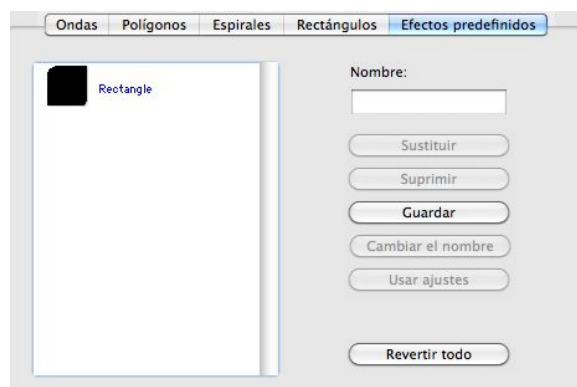 Ondas Polígonos Espirales Rectángulos Efectos predefinidos
Rectangle
Nombre:
Sustituir
Suprimir
Guardar
Cambiar el nombre
Usar ajustes
Revertir todo